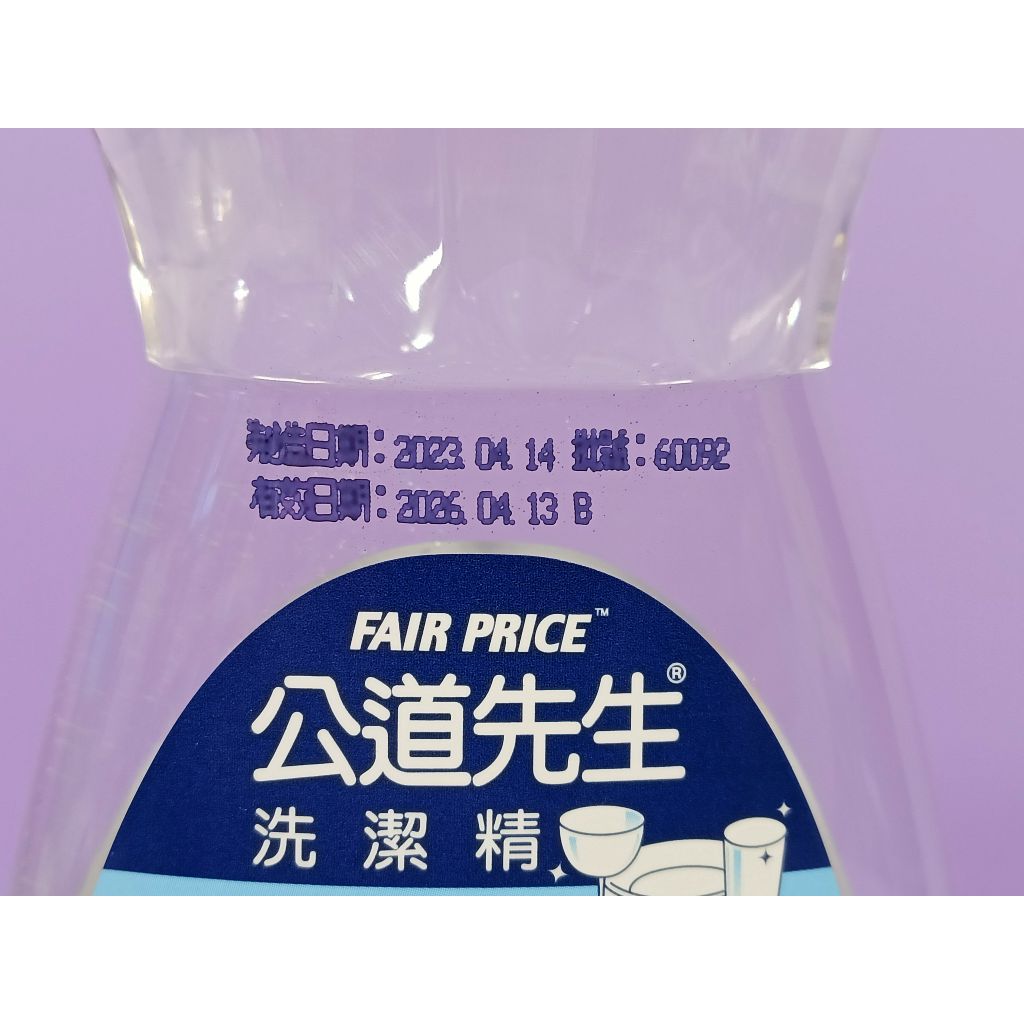 製造日期：2023.04.14 批號：60092
有效日期：2026.04.13 B
FAIR PRICE™
公道先生®
洗潔精